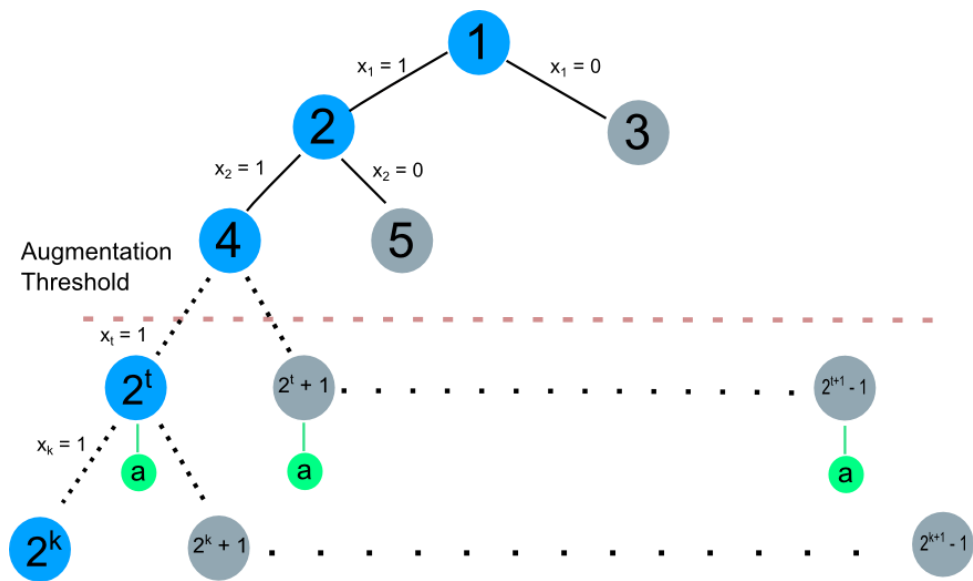 1
x₁ = 1
x₁ = 0
2
3
x₂ = 1
x₂ = 0
4
5
Augmentation
Threshold
xₜ = 1
2ᵗ
2ᵗ + 1
2ᵗ⁺¹ - 1
xₖ = 1
a
a
a
2ᵏ
2ᵏ + 1
2ᵏ⁺¹ - 1